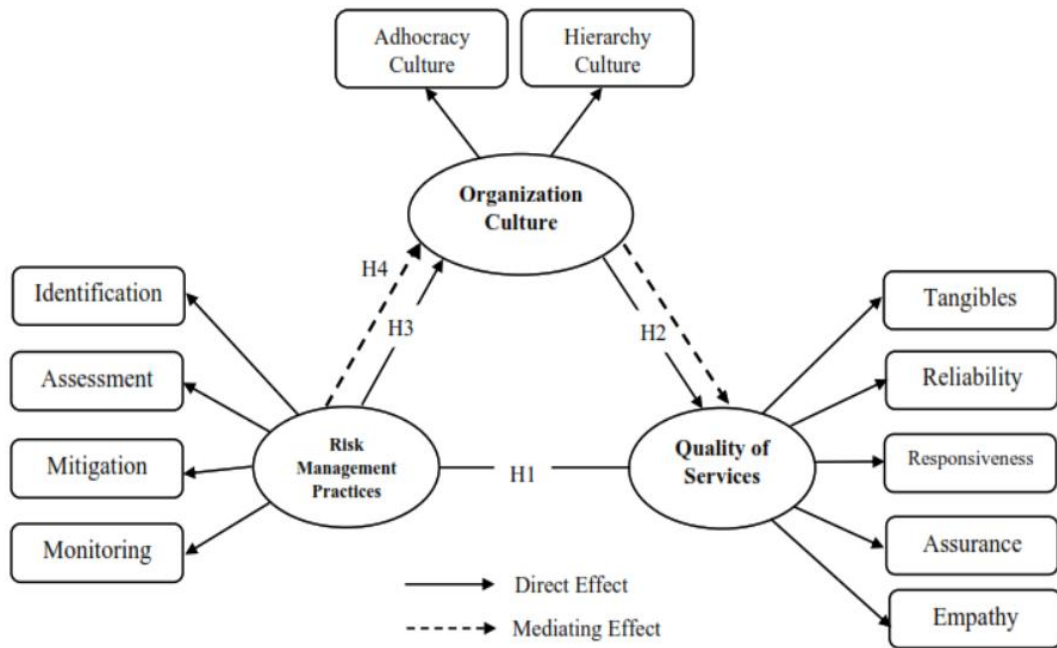 Adhocracy
Culture
Hierarchy
Culture
Organization
Culture
H4
H3
H2
Identification
Assessment
Mitigation
Monitoring
Risk
Management
Practices
H1
Quality of
Services
Tangibles
Reliability
Responsiveness
Assurance
Empathy
Direct Effect
Mediating Effect